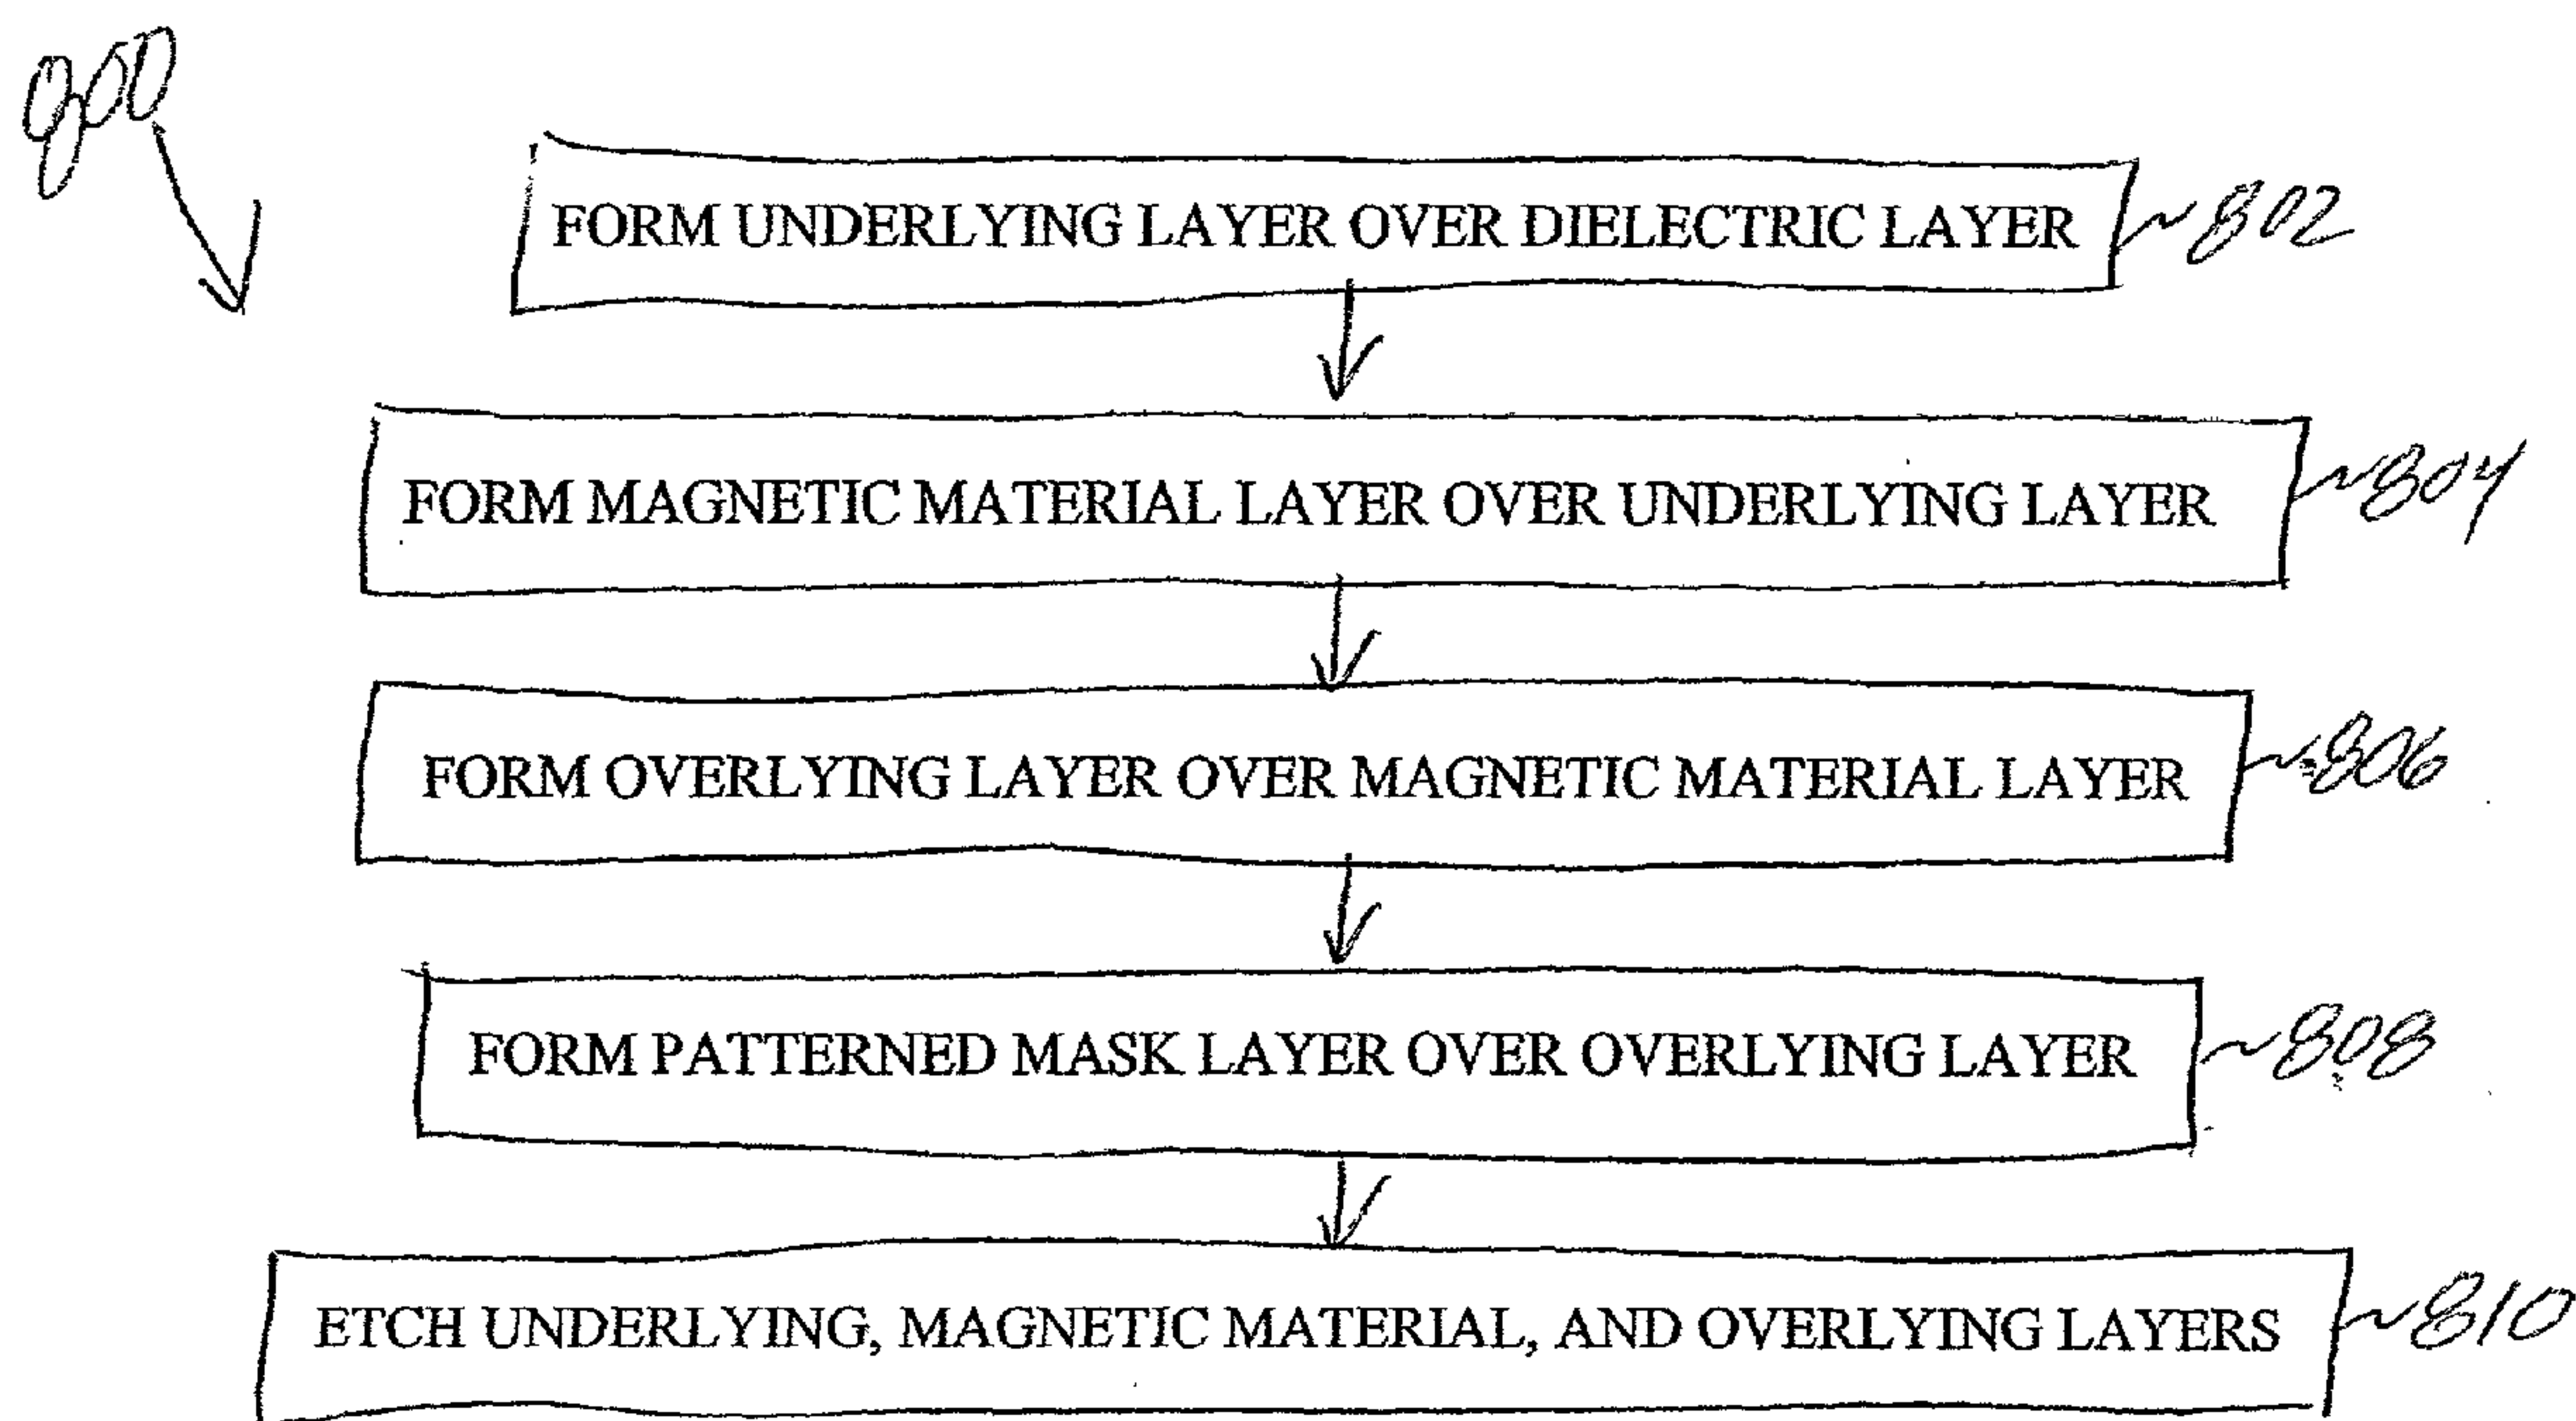 800
FORM UNDERLYING LAYER OVER DIELECTRIC LAYER 802
FORM MAGNETIC MATERIAL LAYER OVER UNDERLYING LAYER 804
FORM OVERLYING LAYER OVER MAGNETIC MATERIAL LAYER 806
FORM PATTERNED MASK LAYER OVER OVERLYING LAYER 808
ETCH UNDERLYING, MAGNETIC MATERIAL, AND OVERLYING LAYERS 810